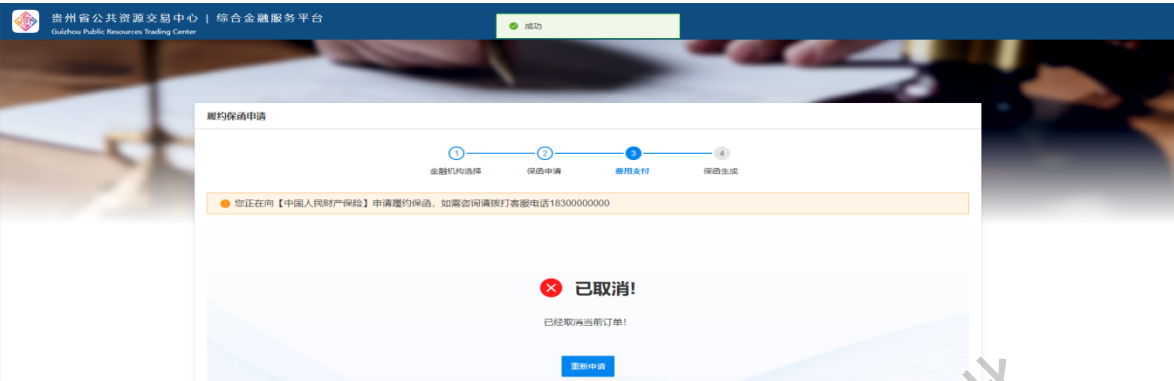 贵州省公共资源交易中心 | 综合金融服务平台
Guizhou Public Resources Trading Center
成功
履约保函申请
1 2 3 4
金融机构选择 保函申请 费用支付 保函生成
您正在向【中国人民财产保险】申请履约保函，如需咨询请拨打客服电话18300000000
已取消!
已经取消当前订单!
重新申请